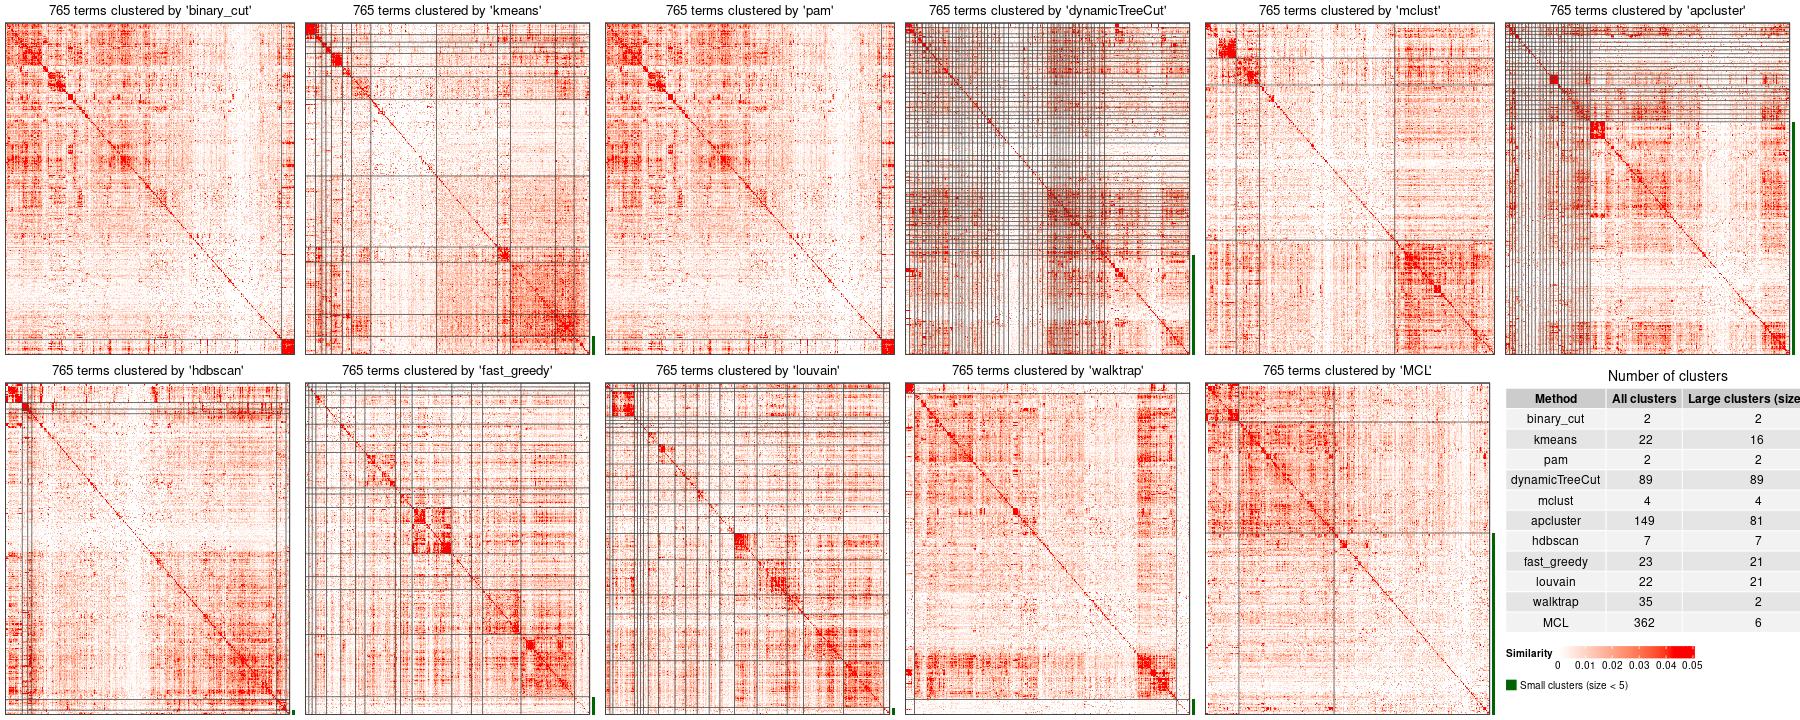 765 terms clustered by 'binary_cut'
765 terms clustered by 'kmeans'
765 terms clustered by 'pam'
765 terms clustered by 'dynamicTreeCut'
765 terms clustered by 'mclust'
765 terms clustered by 'apcluster'
765 terms clustered by 'hdbscan'
765 terms clustered by 'fast_greedy'
765 terms clustered by 'louvain'
765 terms clustered by 'walktrap'
765 terms clustered by 'MCL'
Number of clusters
Method All clusters Large clusters (size
binary_cut 2 2
kmeans 22 16
pam 2 2
dynamicTreeCut 89 89
mclust 4 4
apcluster 149 81
hdbscan 7 7
fast_greedy 23 21
louvain 22 21
walktrap 35 2
MCL 362 6
Similarity
0 0.01 0.02 0.03 0.04 0.05
Small clusters (size < 5)